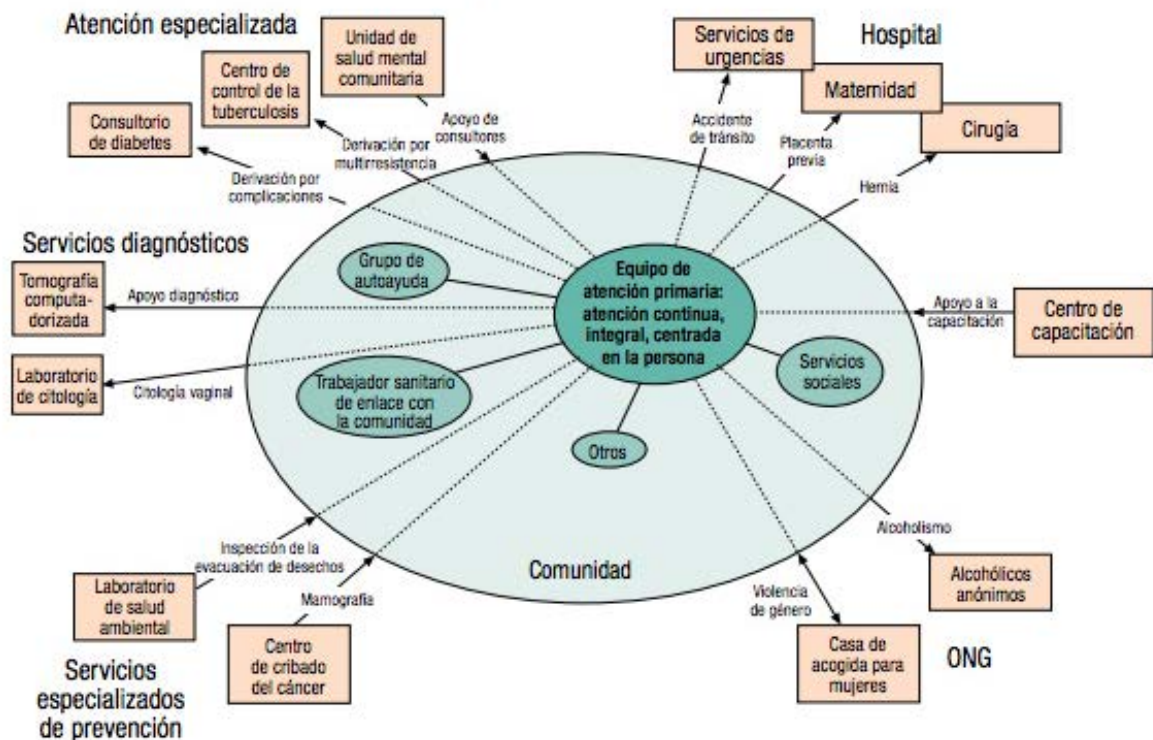 Atención especializada
Unidad de
salud mental
comunitaria
Centro de
control de la
tuberculosis
Consultorio
de diabetes
Apoyo de
consultores
Derivación por
multirresistencia
Derivación por
complicaciones
Servicios de
urgencias
Hospital
Maternidad
Cirugía
Accidente
de tránsito
Placenta
previa
Hernia
Servicios diagnósticos
Tomografía
computa-
dorizada
Apoyo diagnóstico
Laboratorio
de citología
Citología vaginal
Grupo de
autoayuda
Equipo de
atención primaria:
atención continua,
integral, centrada
en la persona
Trabajador sanitario
de enlace con
la comunidad
Servicios
sociales
Otros
Apoyo a la
capacitación
Centro de
capacitación
Comunidad
Inspección de la
evacuación de desechos
Laboratorio
de salud
ambiental
Mamografía
Centro
de cribado
del cáncer
Servicios
especializados
de prevención
Alcoholismo
Alcohólicos
anónimos
Violencia
de género
Casa de
acogida para
mujeres
ONG